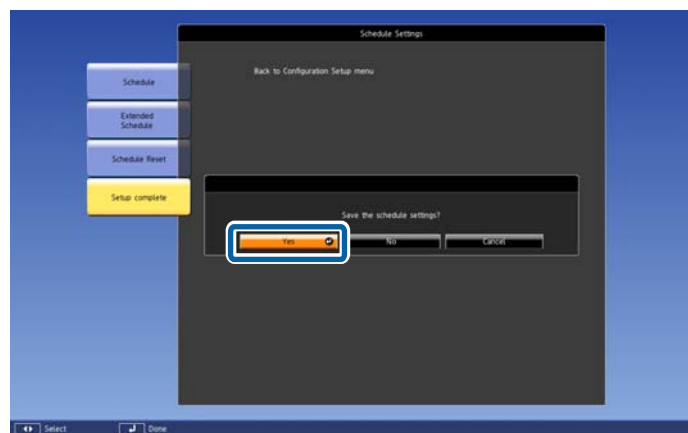 Schedule Settings
Back to Configuration Setup menu
Schedule
Extended
Schedule
Schedule Reset
Setup complete
Save the schedule settings?
Yes
No
Cancel
Select
Done